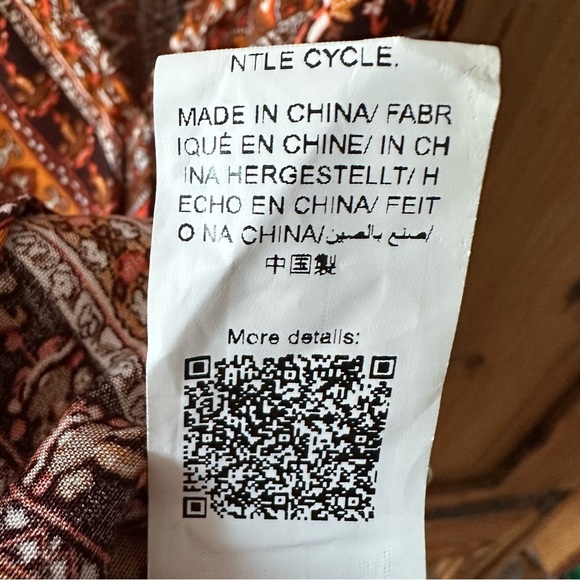 NTLE CYCLE.
MADE IN CHINA/ FABR
IQUÉ EN CHINE/ IN CH
INA HERGESTELLT/ H
ECHO EN CHINA/ FEIT
O NA CHINA/صنع بالصين/
中国製
More details: